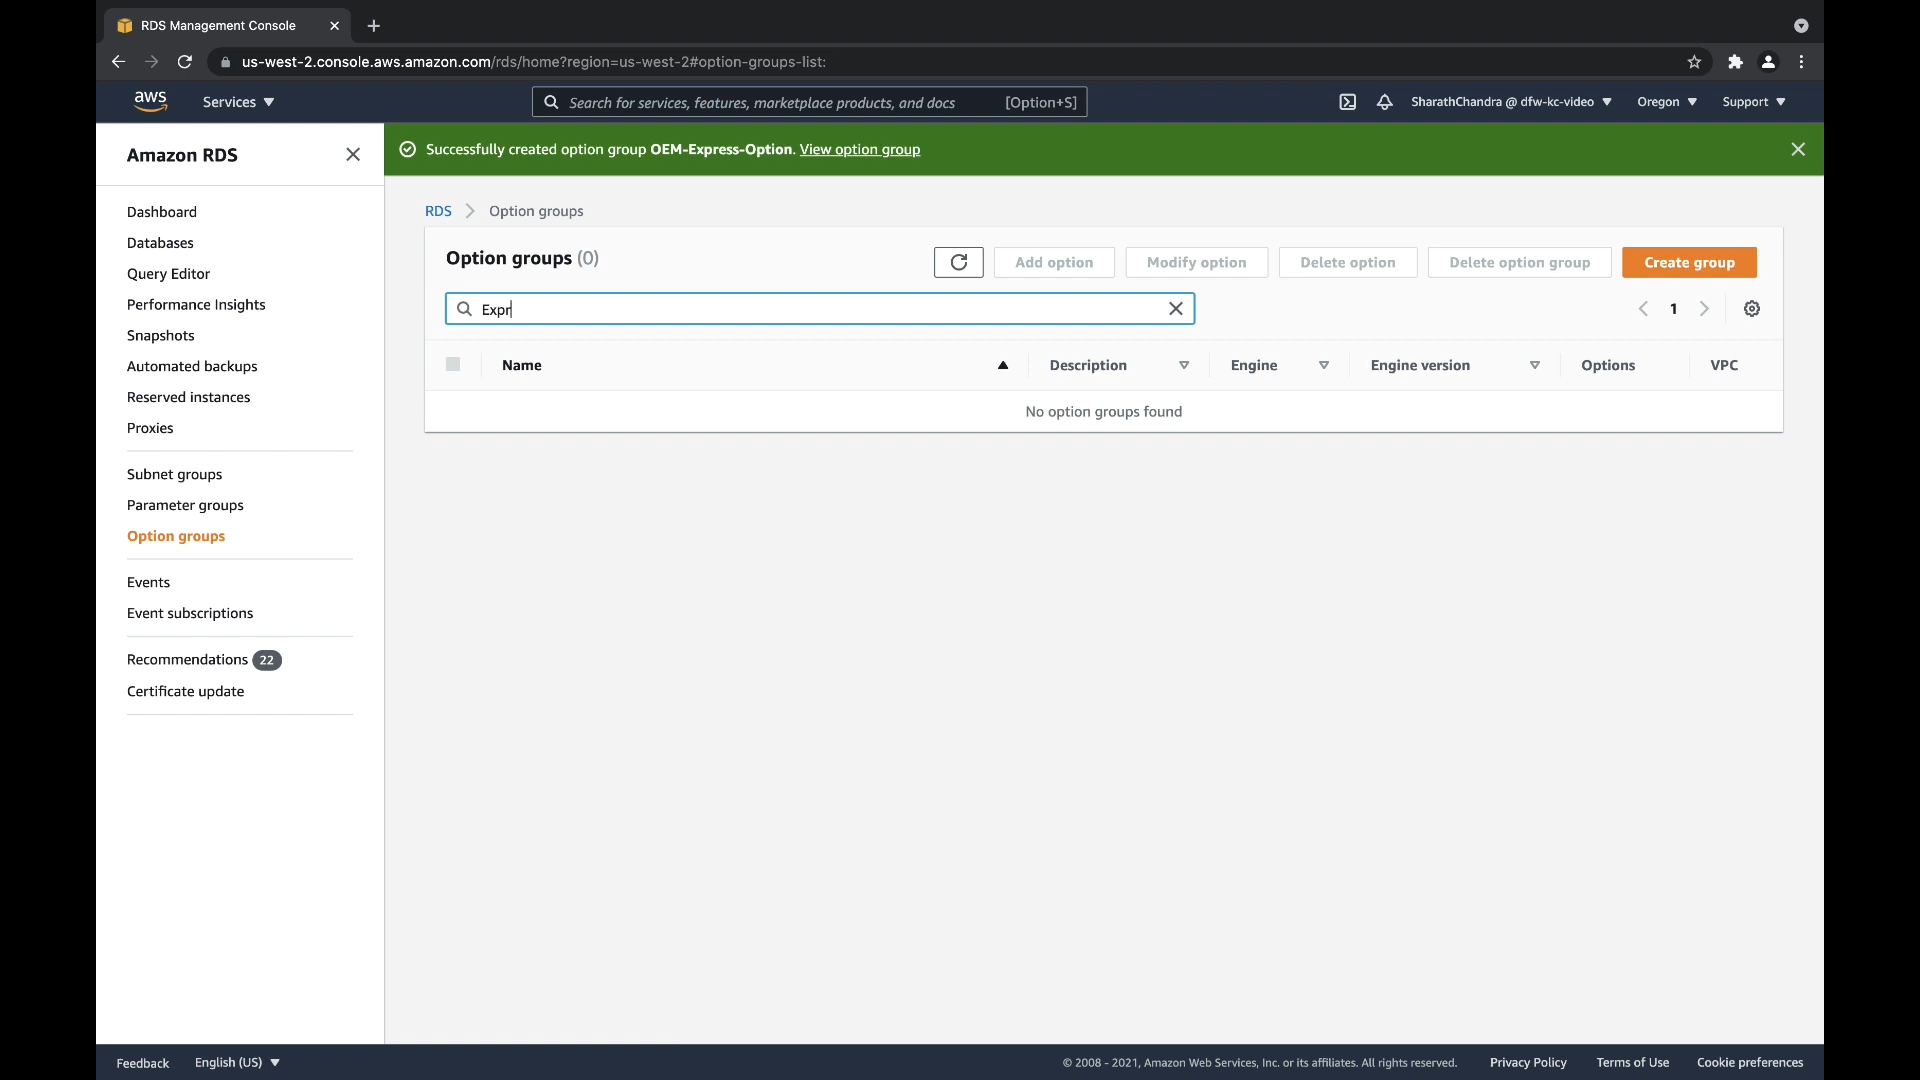 RDS Management Console
us-west-2.console.aws.amazon.com/rds/home?region=us-west-2#option-groups-list:
aws
Services
Search for services, features, marketplace products, and docs [Option+S]
SharathChandra @ dfw-kc-video
Oregon
Support
Amazon RDS
Dashboard
Databases
Query Editor
Performance Insights
Snapshots
Automated backups
Reserved instances
Proxies
Subnet groups
Parameter groups
Option groups
Events
Event subscriptions
Recommendations 22
Certificate update
Successfully created option group OEM-Express-Option. View option group
RDS Option groups
Option groups (0)
Add option
Modify option
Delete option
Delete option group
Create group
Expr
1
Name
Description
Engine
Engine version
Options
VPC
No option groups found
Feedback
English (US)
© 2008 - 2021, Amazon Web Services, Inc. or its affiliates. All rights reserved.
Privacy Policy
Terms of Use
Cookie preferences